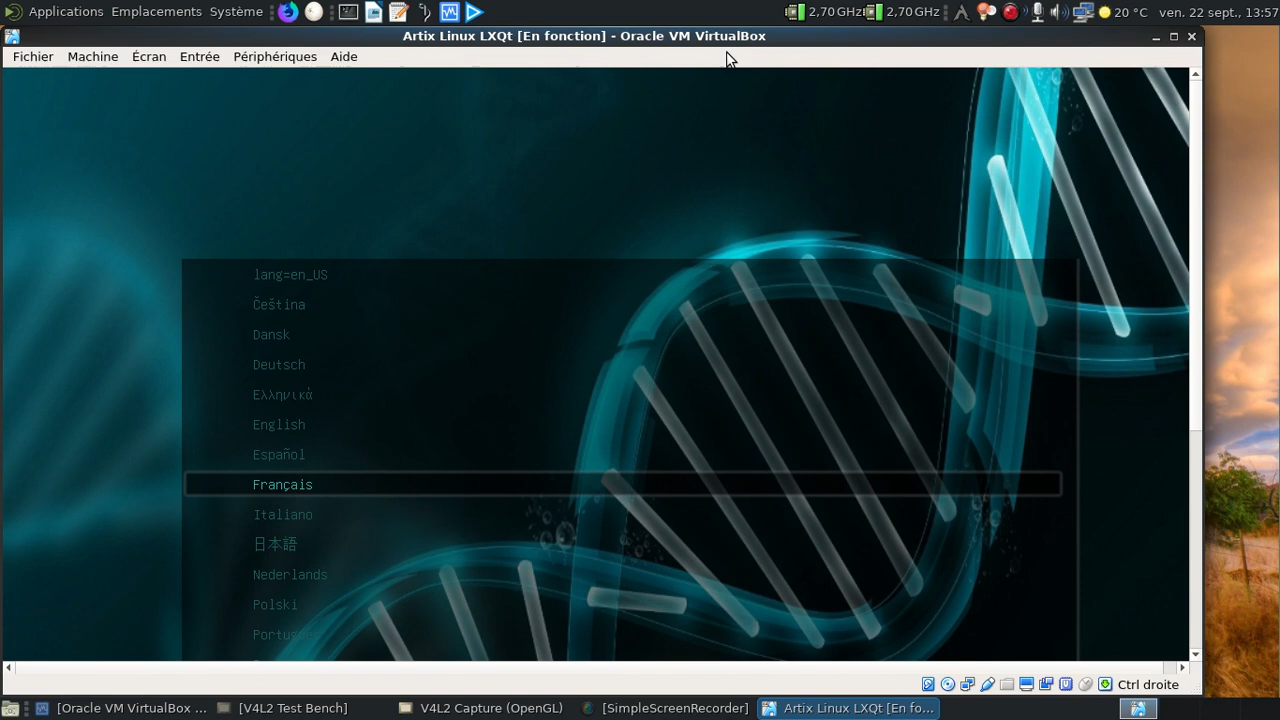 Applications Emplacements Système 2,70 GHz 2,70 GHz 20 °C ven. 22 sept., 13:57
Artix Linux LXQt [En fonction] - Oracle VM VirtualBox
Fichier Machine Écran Entrée Périphériques Aide
lang=en_US
Čeština
Dansk
Deutsch
Ελληνικά
English
Español
Français
Italiano
日本語
Nederlands
Polski
Ctrl droite
[Oracle VM VirtualBox ... [V4L2 Test Bench] V4L2 Capture (OpenGL) [SimpleScreenRecorder] Artix Linux LXQt [En fo...